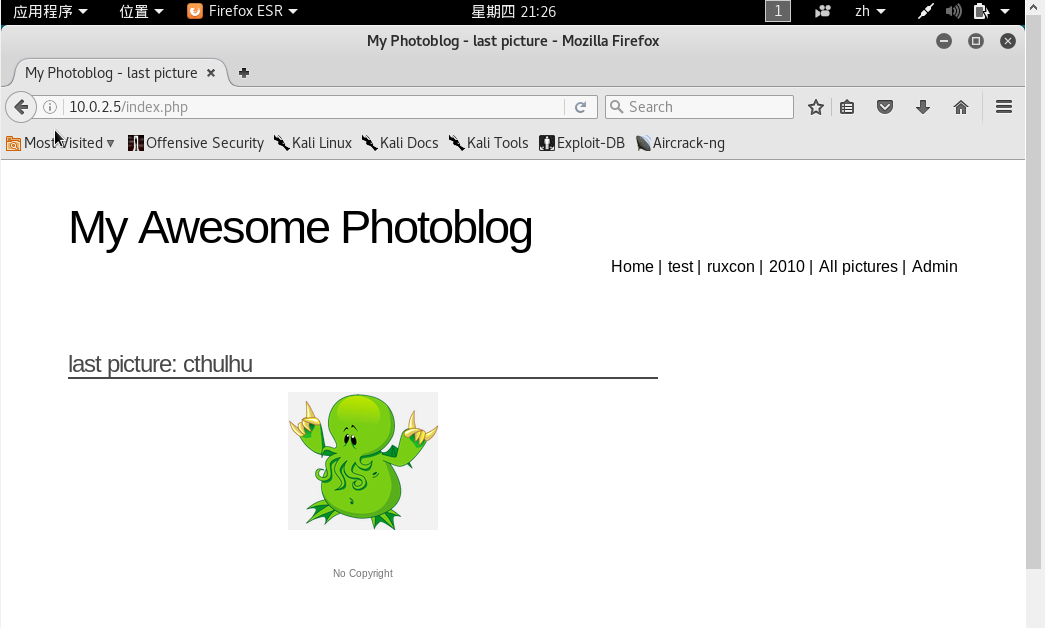 应用程序 位置 Firefox ESR 星期四 21:26 1 zh
My Photoblog - last picture - Mozilla Firefox
My Photoblog - last picture
10.0.2.5/index.php Search
Most Visited Offensive Security Kali Linux Kali Docs Kali Tools Exploit-DB Aircrack-ng
My Awesome Photoblog
Home | test | ruxcon | 2010 | All pictures | Admin
last picture: cthulhu
No Copyright